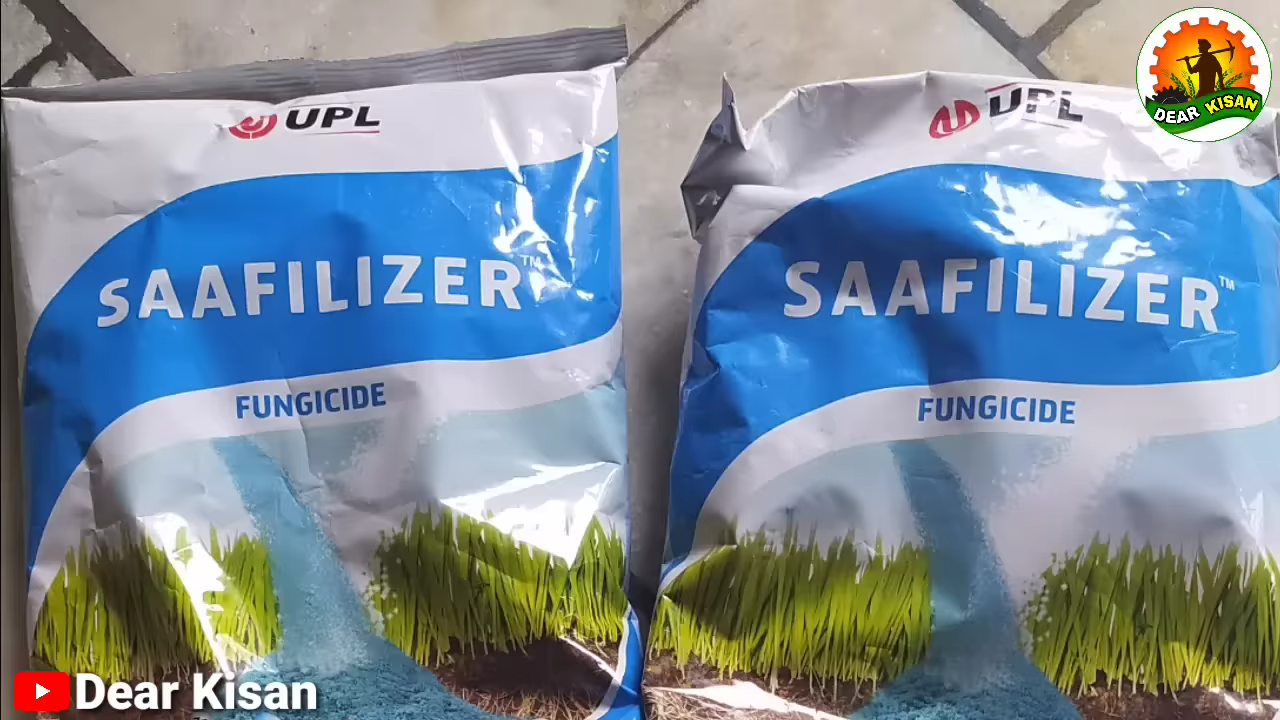 UPL
SAAFILIZER™
FUNGICIDE
UPL
SAAFILIZER™
FUNGICIDE
DEAR KISAN
Dear Kisan